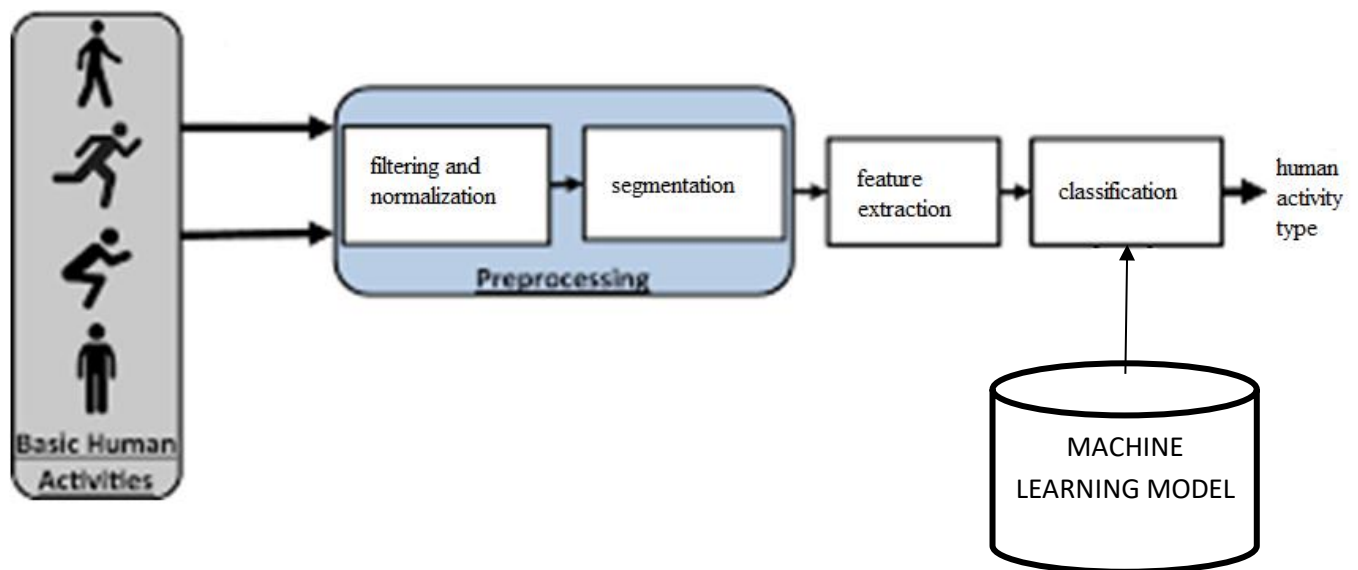 filtering and
normalization
segmentation
Preprocessing
feature
extraction
classification
human
activity
type
Basic Human
Activities
MACHINE
LEARNING MODEL